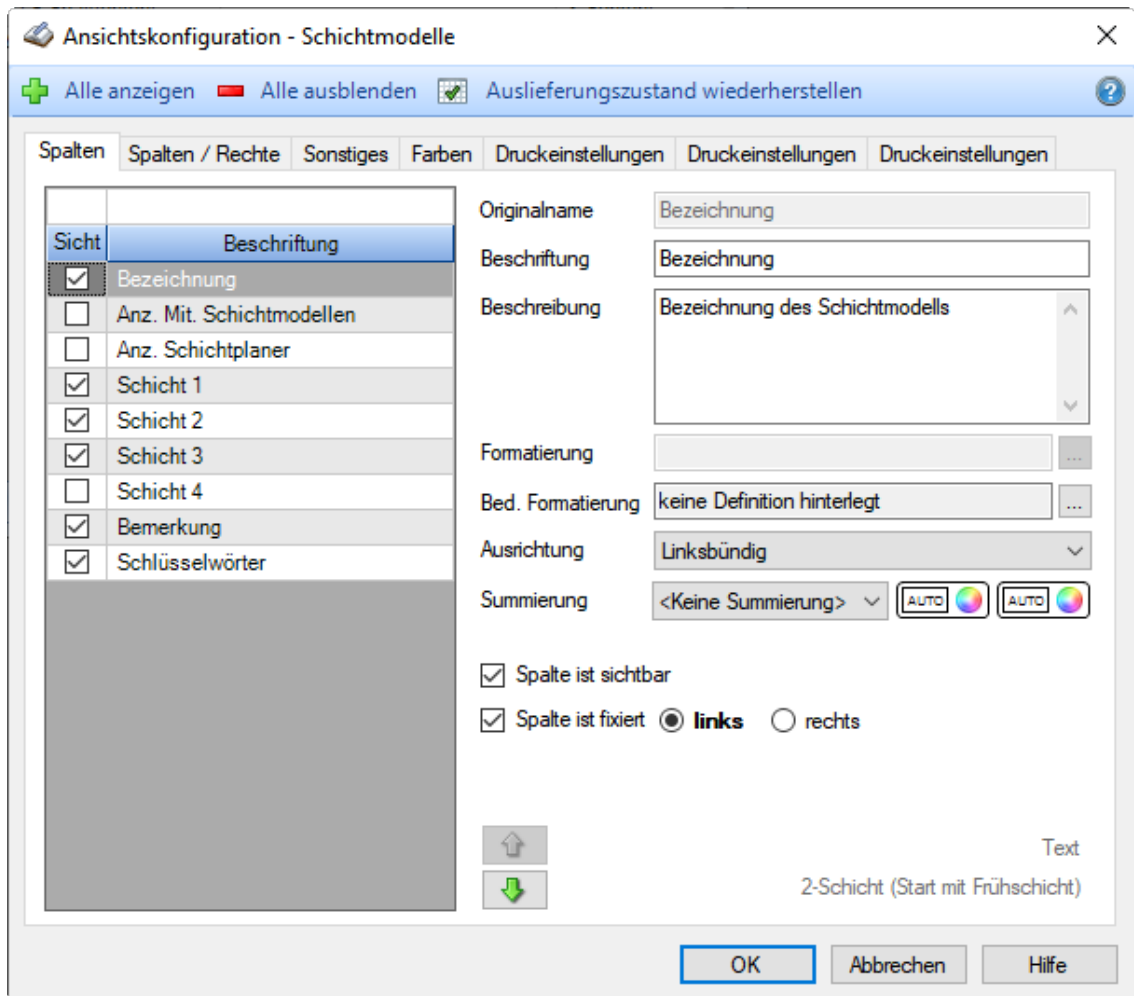 Ansichtskonfiguration - Schichtmodelle
Alle anzeigen Alle ausblenden Auslieferungszustand wiederherstellen ?
Spalten Spalten / Rechte Sonstiges Farben Druckeinstellungen Druckeinstellungen Druckeinstellungen
Sicht Beschriftung
Bezeichnung
Anz. Mit. Schichtmodellen
Anz. Schichtplaner
Schicht 1
Schicht 2
Schicht 3
Schicht 4
Bemerkung
Schlüsselwörter
Originalname Bezeichnung
Beschriftung Bezeichnung
Beschreibung Bezeichnung des Schichtmodells
Formatierung ...
Bed. Formatierung keine Definition hinterlegt ...
Ausrichtung Linksbündig
Summierung <Keine Summierung> AUTO AUTO
Spalte ist sichtbar
Spalte ist fixiert links rechts
Text
2-Schicht (Start mit Frühschicht)
OK Abbrechen Hilfe